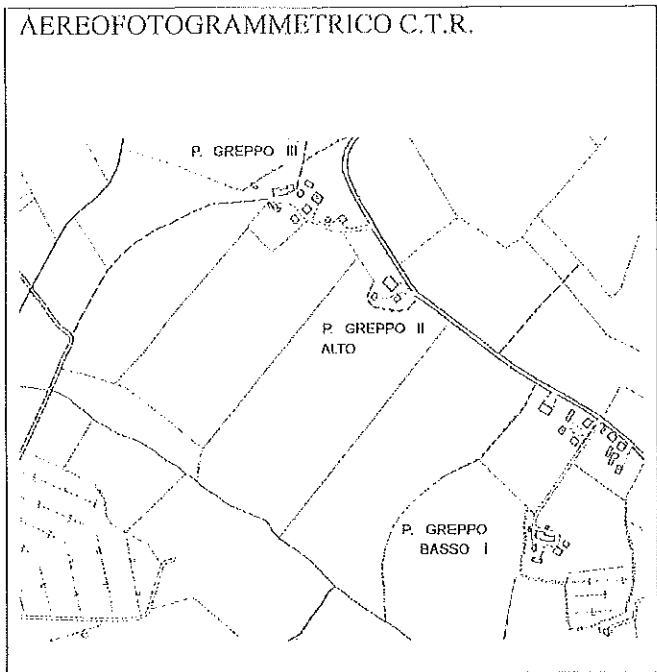 AEREOFOTOGRAMMETRICO C.T.R.
P. GREPPO III
P. GREPPO II
ALTO
P. GREPPO
BASSO I